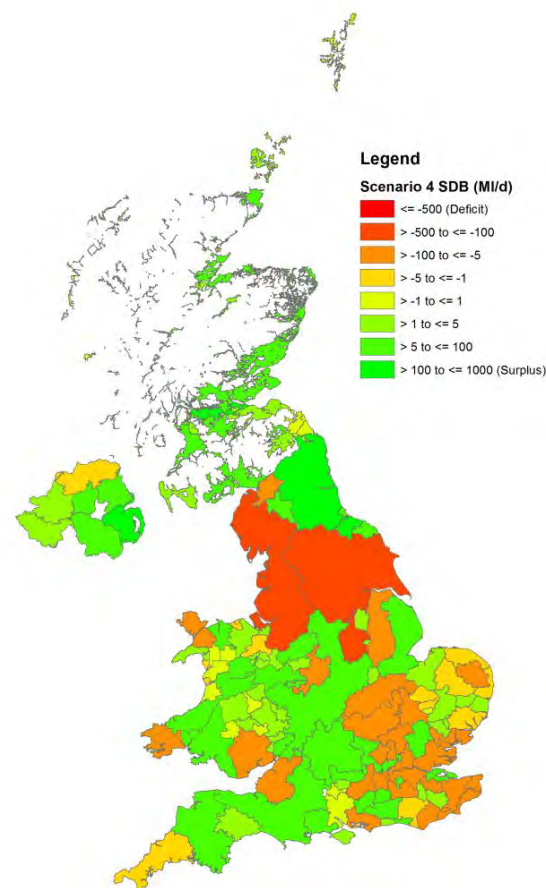 Legend
Scenario 4 SDB (Ml/d)
<= -500 (Deficit)
> -500 to <= -100
> -100 to <= -5
> -5 to <= -1
> -1 to <= 1
> 1 to <= 5
> 5 to <= 100
> 100 to <= 1000 (Surplus)